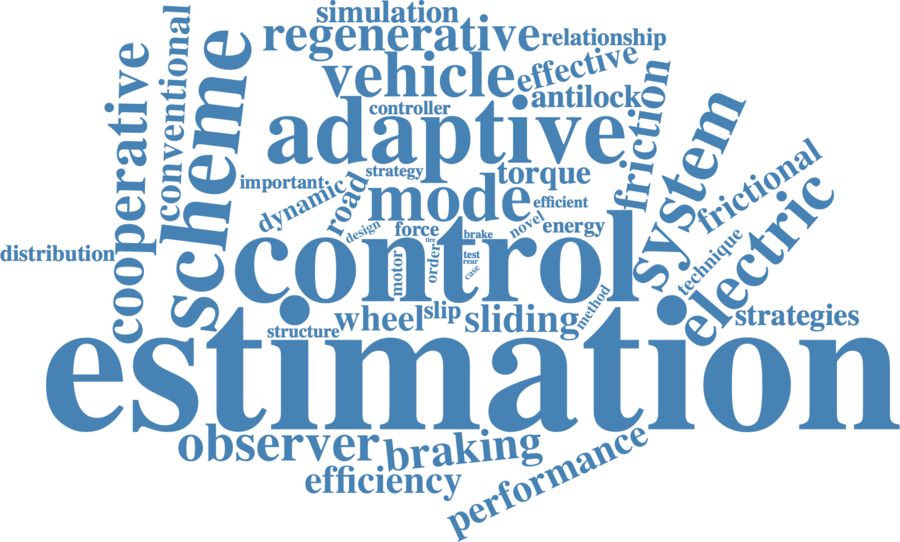 simulation
regenerative
relationship
conventional
cooperative
scheme
vehicle
effective
antilock
controller
adaptive
friction
system
strategy
torque
important
dynamic
road
mode
efficient
frictional
electric
design
force
tire
brake
novel
energy
distribution
control
motor
order
test
rear
case
technique
method
structure
wheel
slip
sliding
strategies
estimation
observer
braking
efficiency
performance